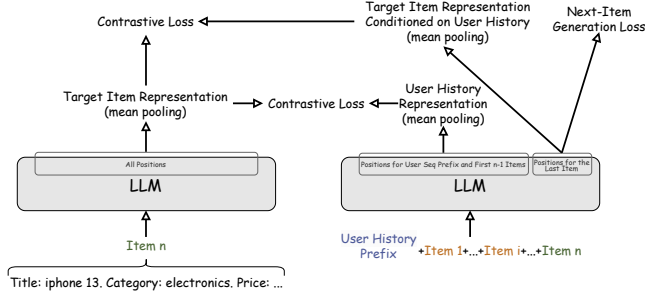 Contrastive Loss
Target Item Representation
Conditioned on User History
(mean pooling)
Next-Item
Generation Loss
Target Item Representation
(mean pooling)
Contrastive Loss
User History
Representation
(mean pooling)
All Positions
LLM
Positions for User Seq Prefix and First n-1 Items
Positions for the
Last Item
LLM
Item n
User History
Prefix
+Item 1+...+Item i+...+Item n
Title: iphone 13, Category: electronics, Price: ...